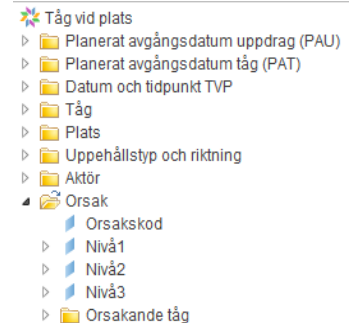 Tåg vid plats
Planerat avgångsdatum uppdrag (PAU)
Planerat avgångsdatum tåg (PAT)
Datum och tidpunkt TVP
Tåg
Plats
Uppehållstyp och riktning
Aktör
Orsak
Orsakskod
Nivå1
Nivå2
Nivå3
Orsakande tåg